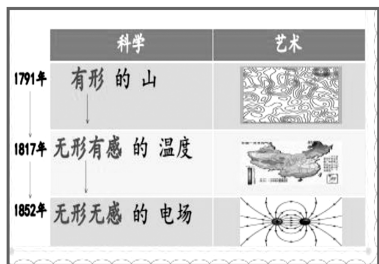 科学 艺术
1791年 有形 的 山
1817年 无形有感 的 温度
1852年 无形无感 的 电场